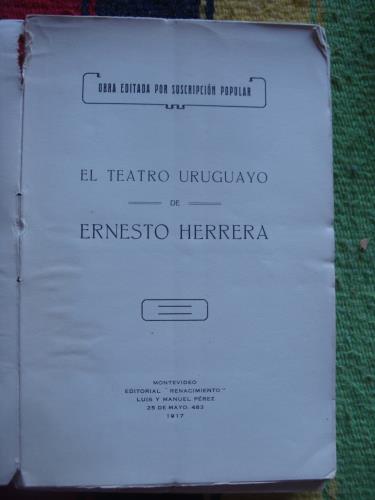 OBRA EDITADA POR SUSCRIPCIÓN POPULAR
EL TEATRO URUGUAYO
DE
ERNESTO HERRERA
MONTEVIDEO
EDITORIAL "RENACIMIENTO"
LUIS Y MANUEL PÉREZ
25 DE MAYO, 483
1917